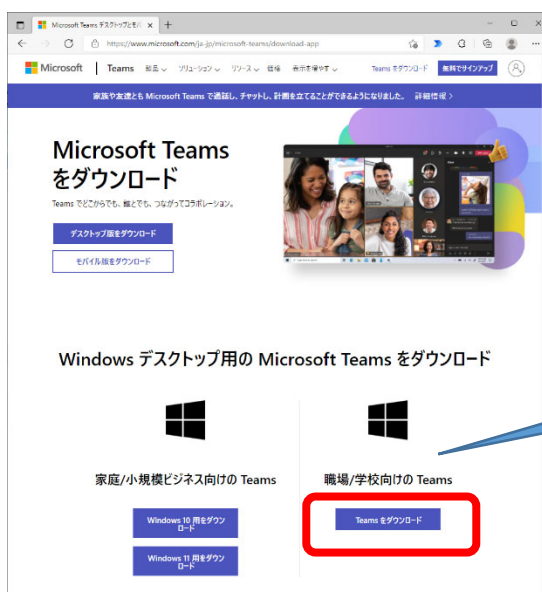 Microsoft Teams デスクトップとモバ
https://www.microsoft.com/ja-jp/microsoft-teams/download-app
Microsoft Teams 製品 ソリューション リソース 価格 表示を増やす Teams をダウンロード 無料でサインアップ
家族や友達とも Microsoft Teams で通話し、チャットし、計画を立てることができるようになりました。 詳細情報 >
Microsoft Teams
をダウンロード
Teams でどこからでも、誰とでも、つながってコラボレーション。
デスクトップ版をダウンロード
モバイル版をダウンロード
Windows デスクトップ用の Microsoft Teams をダウンロード
家庭/小規模ビジネス向けの Teams
職場/学校向けの Teams
Windows 10 用をダウン
ロード
Teams をダウンロード
Windows 11 用をダウン
ロード